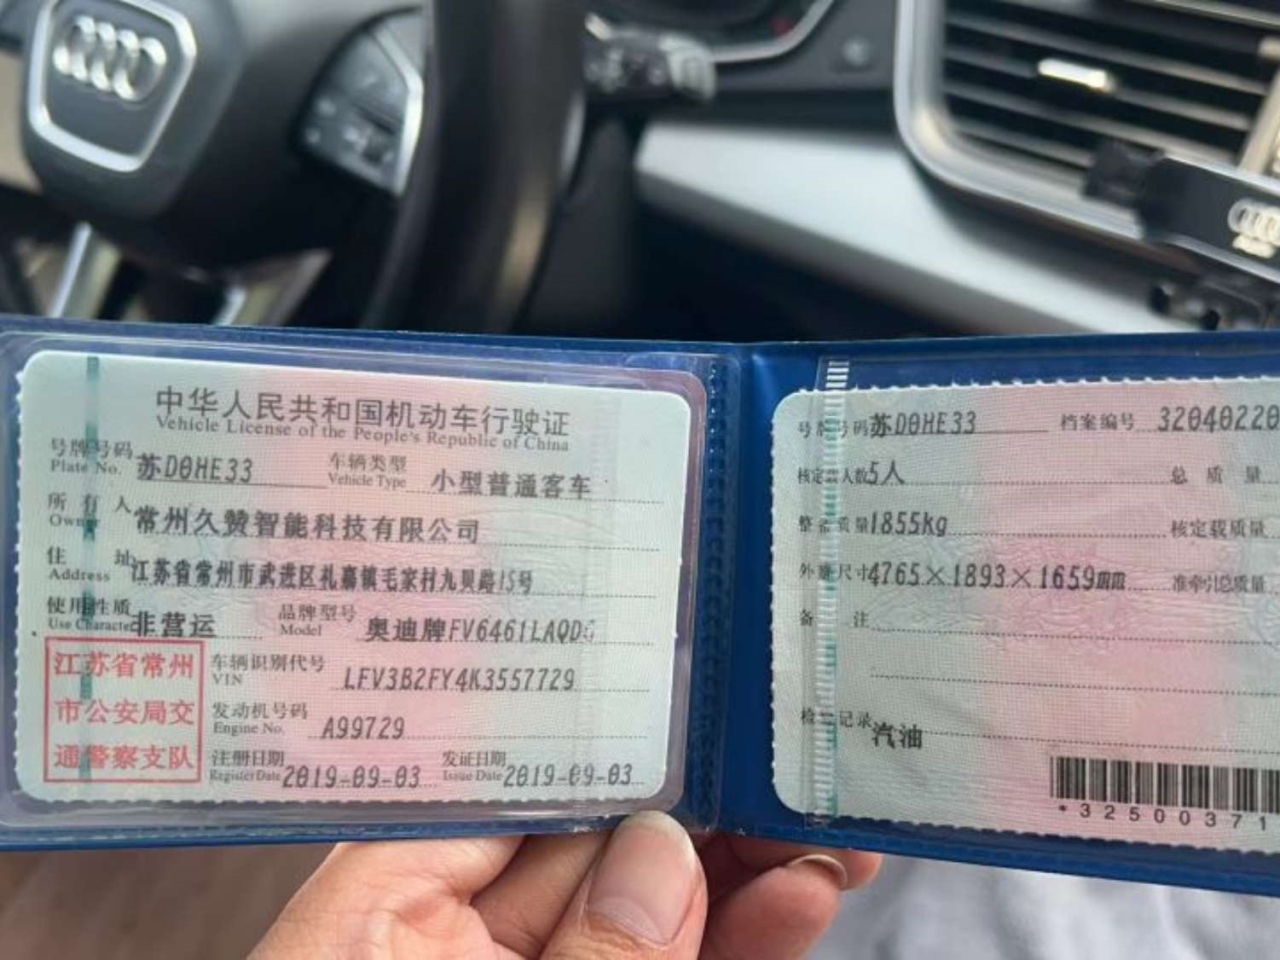 中华人民共和国机动车行驶证
Vehicle License of the People's Republic of China
号牌号码 苏D0HE33 车辆类型 小型普通客车
Plate No. Vehicle Type
所有人 常州久赞智能科技有限公司
Owner
住址 江苏省常州市武进区礼嘉镇毛家村九贝路15号
Address
使用性质 非营运 品牌型号 奥迪牌FV6461LAQDG
Use Character Model
江苏省常州
市公安局交
通警察支队
车辆识别代号 LFV3B2FY4K3557729
VIN
发动机号码 A99729
Engine No.
注册日期 2019-09-03 发证日期 2019-09-03
Register Date Issue Date
号牌号码 苏D0HE33 档案编号 32040220
核定载人数 5人 总质量
整备质量 1855kg 核定载质量
外廓尺寸 4765×1893×1659mm 准牵引总质量
备注
检验记录 汽油
*32500371